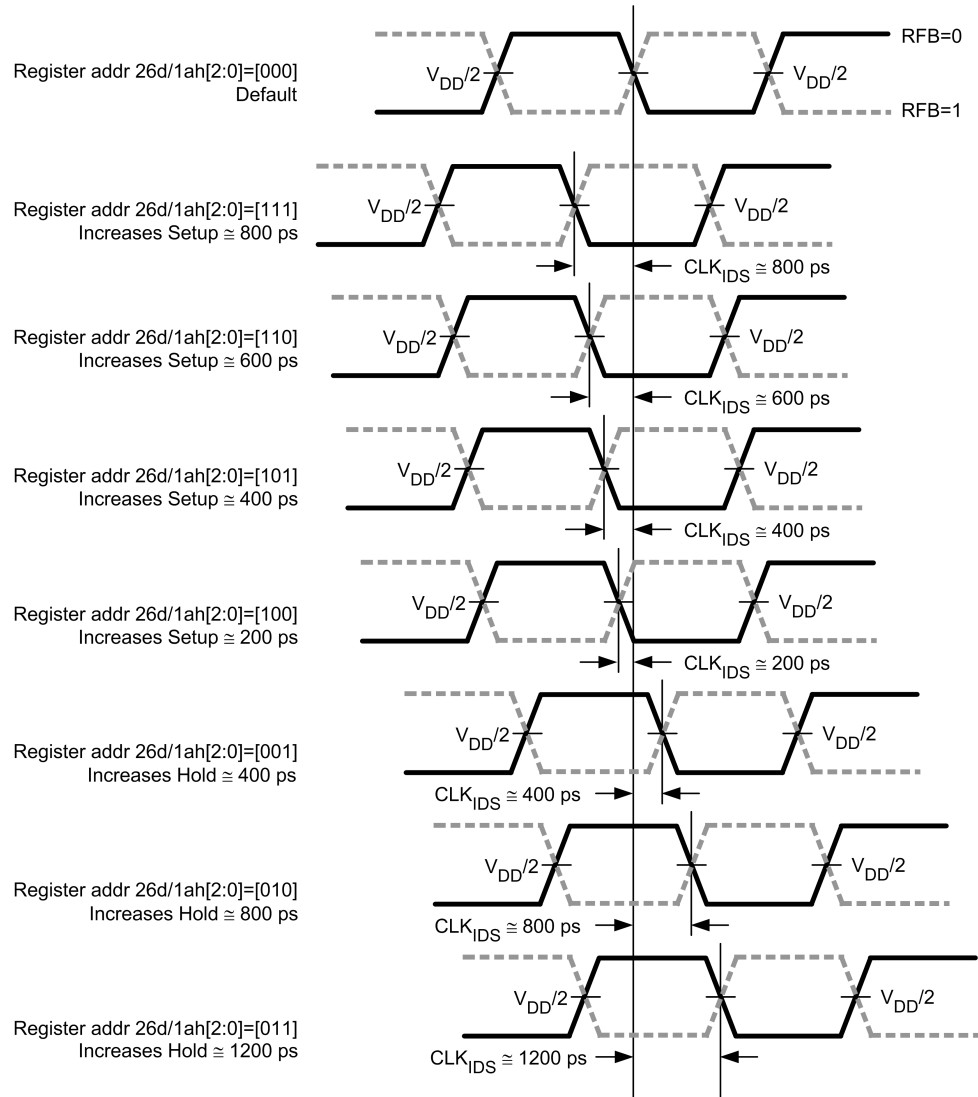 RFB=0
Register addr 26d/1ah[2:0]=[000]
Default
V_DD/2
V_DD/2
RFB=1
Register addr 26d/1ah[2:0]=[111]
Increases Setup ≅ 800 ps
V_DD/2
V_DD/2
CLK_IDS ≅ 800 ps
Register addr 26d/1ah[2:0]=[110]
Increases Setup ≅ 600 ps
V_DD/2
V_DD/2
CLK_IDS ≅ 600 ps
Register addr 26d/1ah[2:0]=[101]
Increases Setup ≅ 400 ps
V_DD/2
V_DD/2
CLK_IDS ≅ 400 ps
Register addr 26d/1ah[2:0]=[100]
Increases Setup ≅ 200 ps
V_DD/2
V_DD/2
CLK_IDS ≅ 200 ps
Register addr 26d/1ah[2:0]=[001]
Increases Hold ≅ 400 ps
V_DD/2
V_DD/2
CLK_IDS ≅ 400 ps
Register addr 26d/1ah[2:0]=[010]
Increases Hold ≅ 800 ps
V_DD/2
V_DD/2
CLK_IDS ≅ 800 ps
Register addr 26d/1ah[2:0]=[011]
Increases Hold ≅ 1200 ps
V_DD/2
V_DD/2
CLK_IDS ≅ 1200 ps